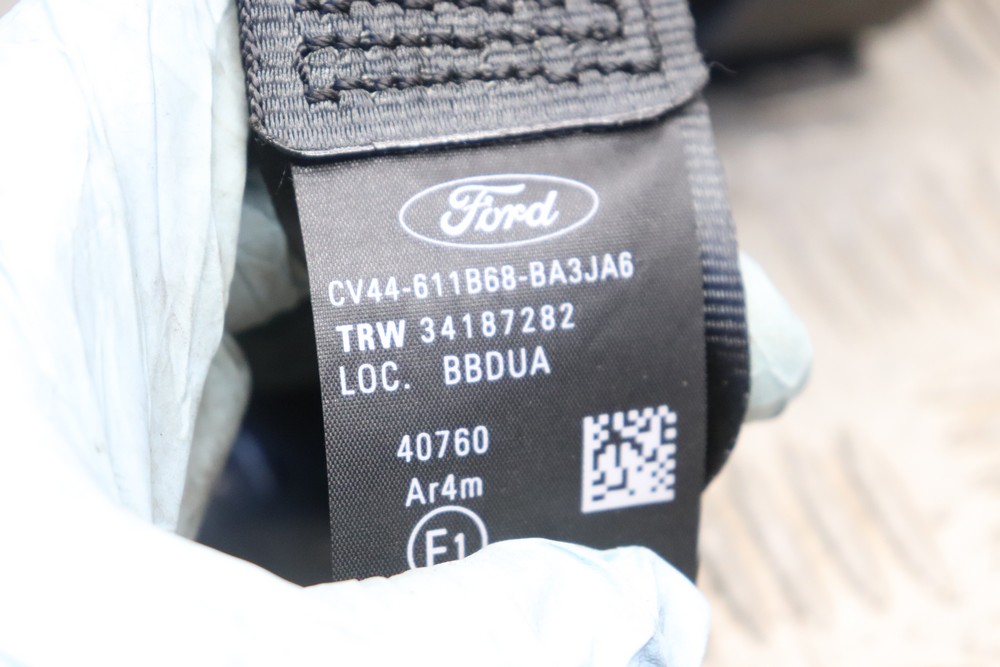 Ford
CV44-611B68-BA3JA6
TRW 34187282
LOC. BBDUA
40760
Ar4m
E1